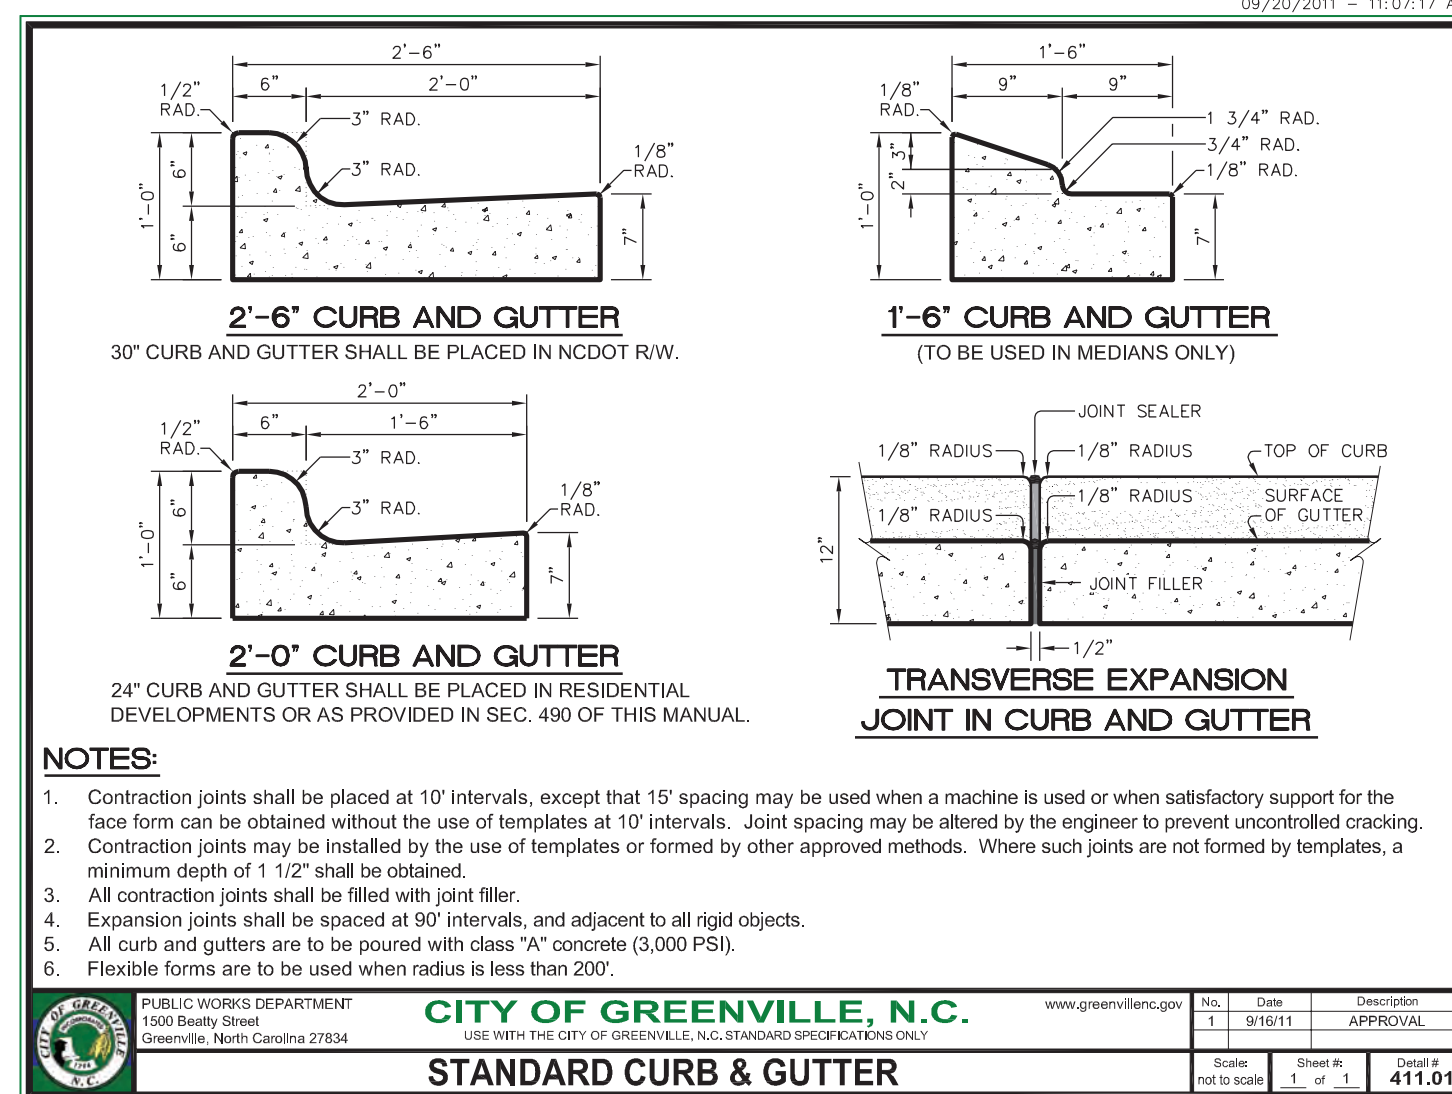 09/20/2011 - 11:07:17 A
2'-6"
6"
2'-0"
1/2"
RAD.
3" RAD.
3" RAD.
1/8"
RAD.
1'-0"
6"
6"
7"
2'-6" CURB AND GUTTER
30" CURB AND GUTTER SHALL BE PLACED IN NCDOT R/W.
1'-6"
9"
9"
1/8"
RAD.
1 3/4" RAD.
3/4" RAD.
1/8" RAD.
1'-0"
3"
2"
7"
1'-6" CURB AND GUTTER
(TO BE USED IN MEDIANS ONLY)
2'-0"
6"
1'-6"
1/2"
RAD.
3" RAD.
3" RAD.
1/8"
RAD.
1'-0"
6"
6"
7"
2'-0" CURB AND GUTTER
24" CURB AND GUTTER SHALL BE PLACED IN RESIDENTIAL
DEVELOPMENTS OR AS PROVIDED IN SEC. 490 OF THIS MANUAL.
JOINT SEALER
1/8" RADIUS
1/8" RADIUS
TOP OF CURB
1/8" RADIUS
1/8" RADIUS
SURFACE
OF GUTTER
12"
JOINT FILLER
1/2"
TRANSVERSE EXPANSION
JOINT IN CURB AND GUTTER
NOTES:
1. Contraction joints shall be placed at 10' intervals, except that 15' spacing may be used when a machine is used or when satisfactory support for the
face form can be obtained without the use of templates at 10' intervals. Joint spacing may be altered by the engineer to prevent uncontrolled cracking.
2. Contraction joints may be installed by the use of templates or formed by other approved methods. Where such joints are not formed by templates, a
minimum depth of 1 1/2" shall be obtained.
3. All contraction joints shall be filled with joint filler.
4. Expansion joints shall be spaced at 90' intervals, and adjacent to all rigid objects.
5. All curb and gutters are to be poured with class "A" concrete (3,000 PSI).
6. Flexible forms are to be used when radius is less than 200'.
CITY OF GREENVILLE
INCORPORATED
N.C.
PUBLIC WORKS DEPARTMENT
1500 Beatty Street
Greenville, North Carolina 27834
CITY OF GREENVILLE, N.C.
USE WITH THE CITY OF GREENVILLE, N.C. STANDARD SPECIFICATIONS ONLY
www.greenvillenc.gov
STANDARD CURB & GUTTER
No. Date Description
1 9/16/11 APPROVAL
Scale: Sheet #: Detail #
not to scale 1 of 1 411.01